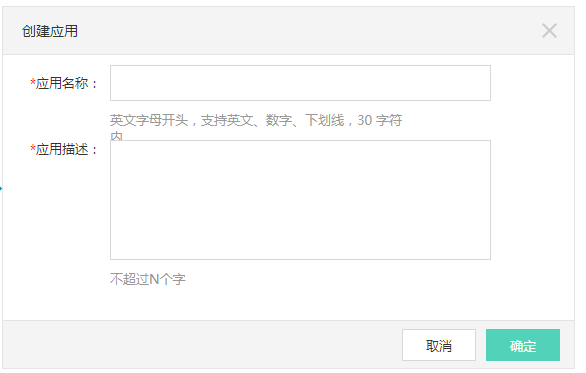 创建应用
*应用名称：
英文字母开头，支持英文、数字、下划线，30 字符
内
*应用描述：
不超过N个字
取消 确定